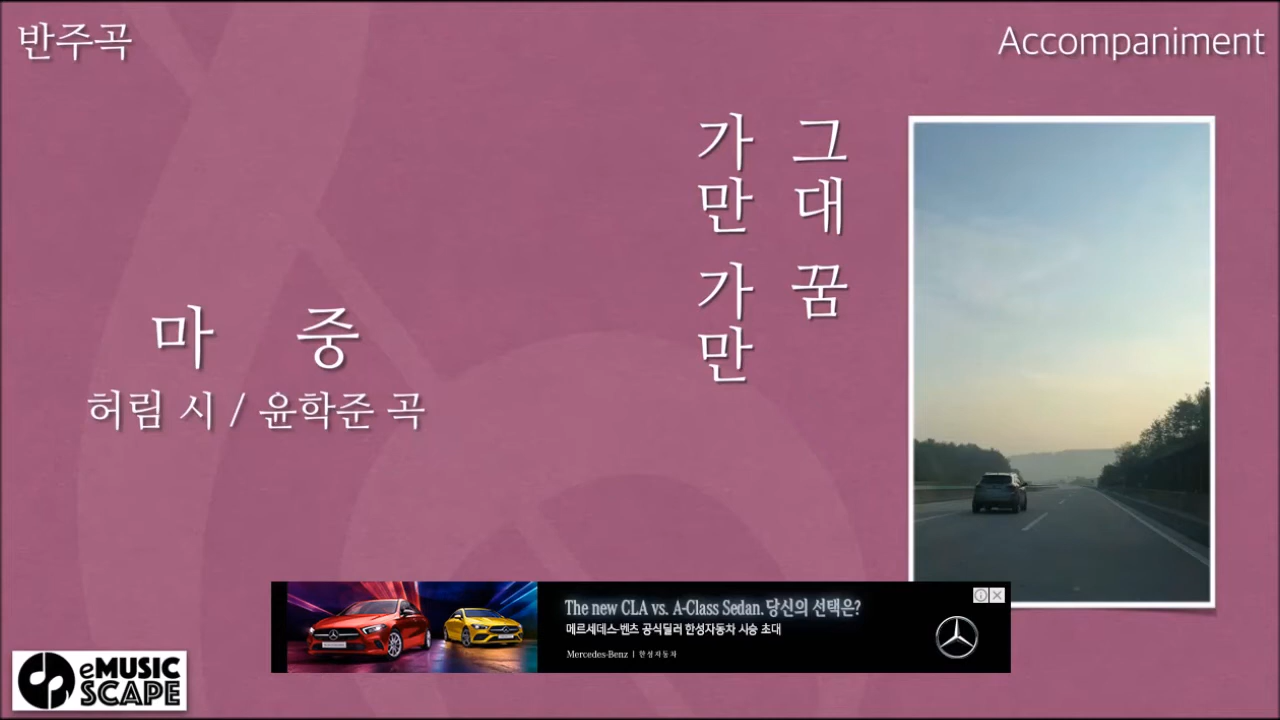 반주곡
Accompaniment
그대 꿈
가만 가만
마 중
허림 시 / 윤학준 곡
The new CLA vs. A-Class Sedan. 당신의 선택은?
메르세데스-벤츠 공식딜러 한성자동차 시승 초대
Mercedes-Benz | 한성자동차
eMUSIC
SCAPE